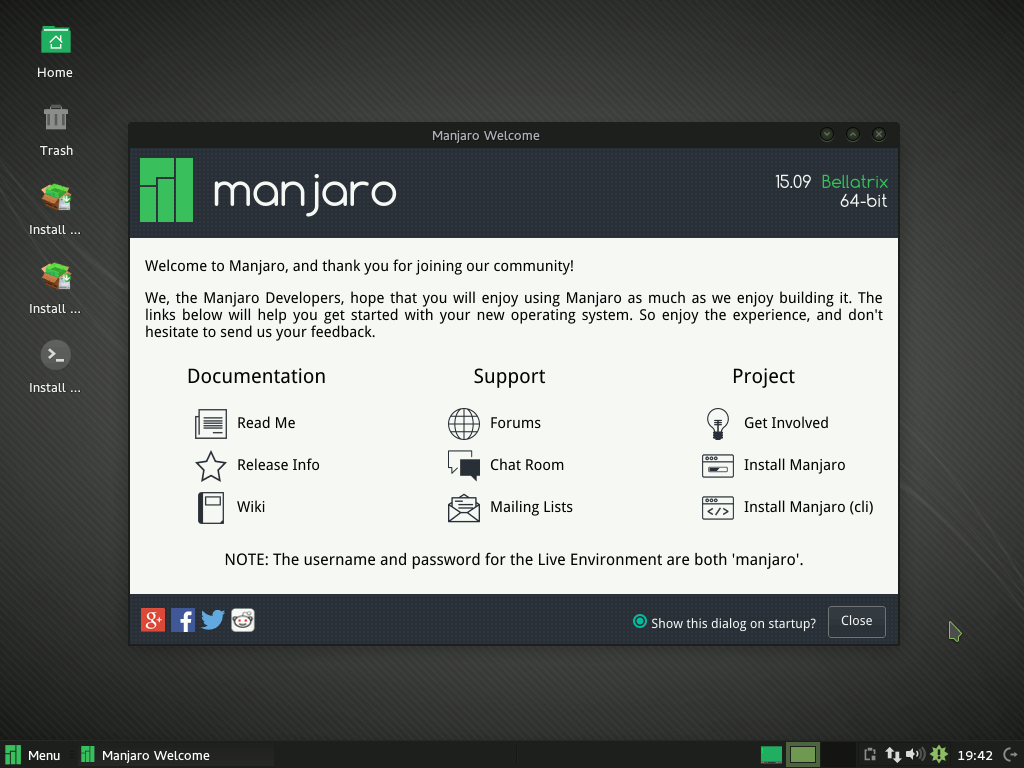 Home
Trash
Install ...
Install ...
Install ...
Manjaro Welcome
manjaro
15.09 Bellatrix
64-bit
Welcome to Manjaro, and thank you for joining our community!
We, the Manjaro Developers, hope that you will enjoy using Manjaro as much as we enjoy building it. The
links below will help you get started with your new operating system. So enjoy the experience, and don't
hesitate to send us your feedback.
Documentation
Read Me
Release Info
Wiki
Support
Forums
Chat Room
Mailing Lists
Project
Get Involved
Install Manjaro
Install Manjaro (cli)
NOTE: The username and password for the Live Environment are both 'manjaro'.
Show this dialog on startup?
Close
Menu
Manjaro Welcome
19:42